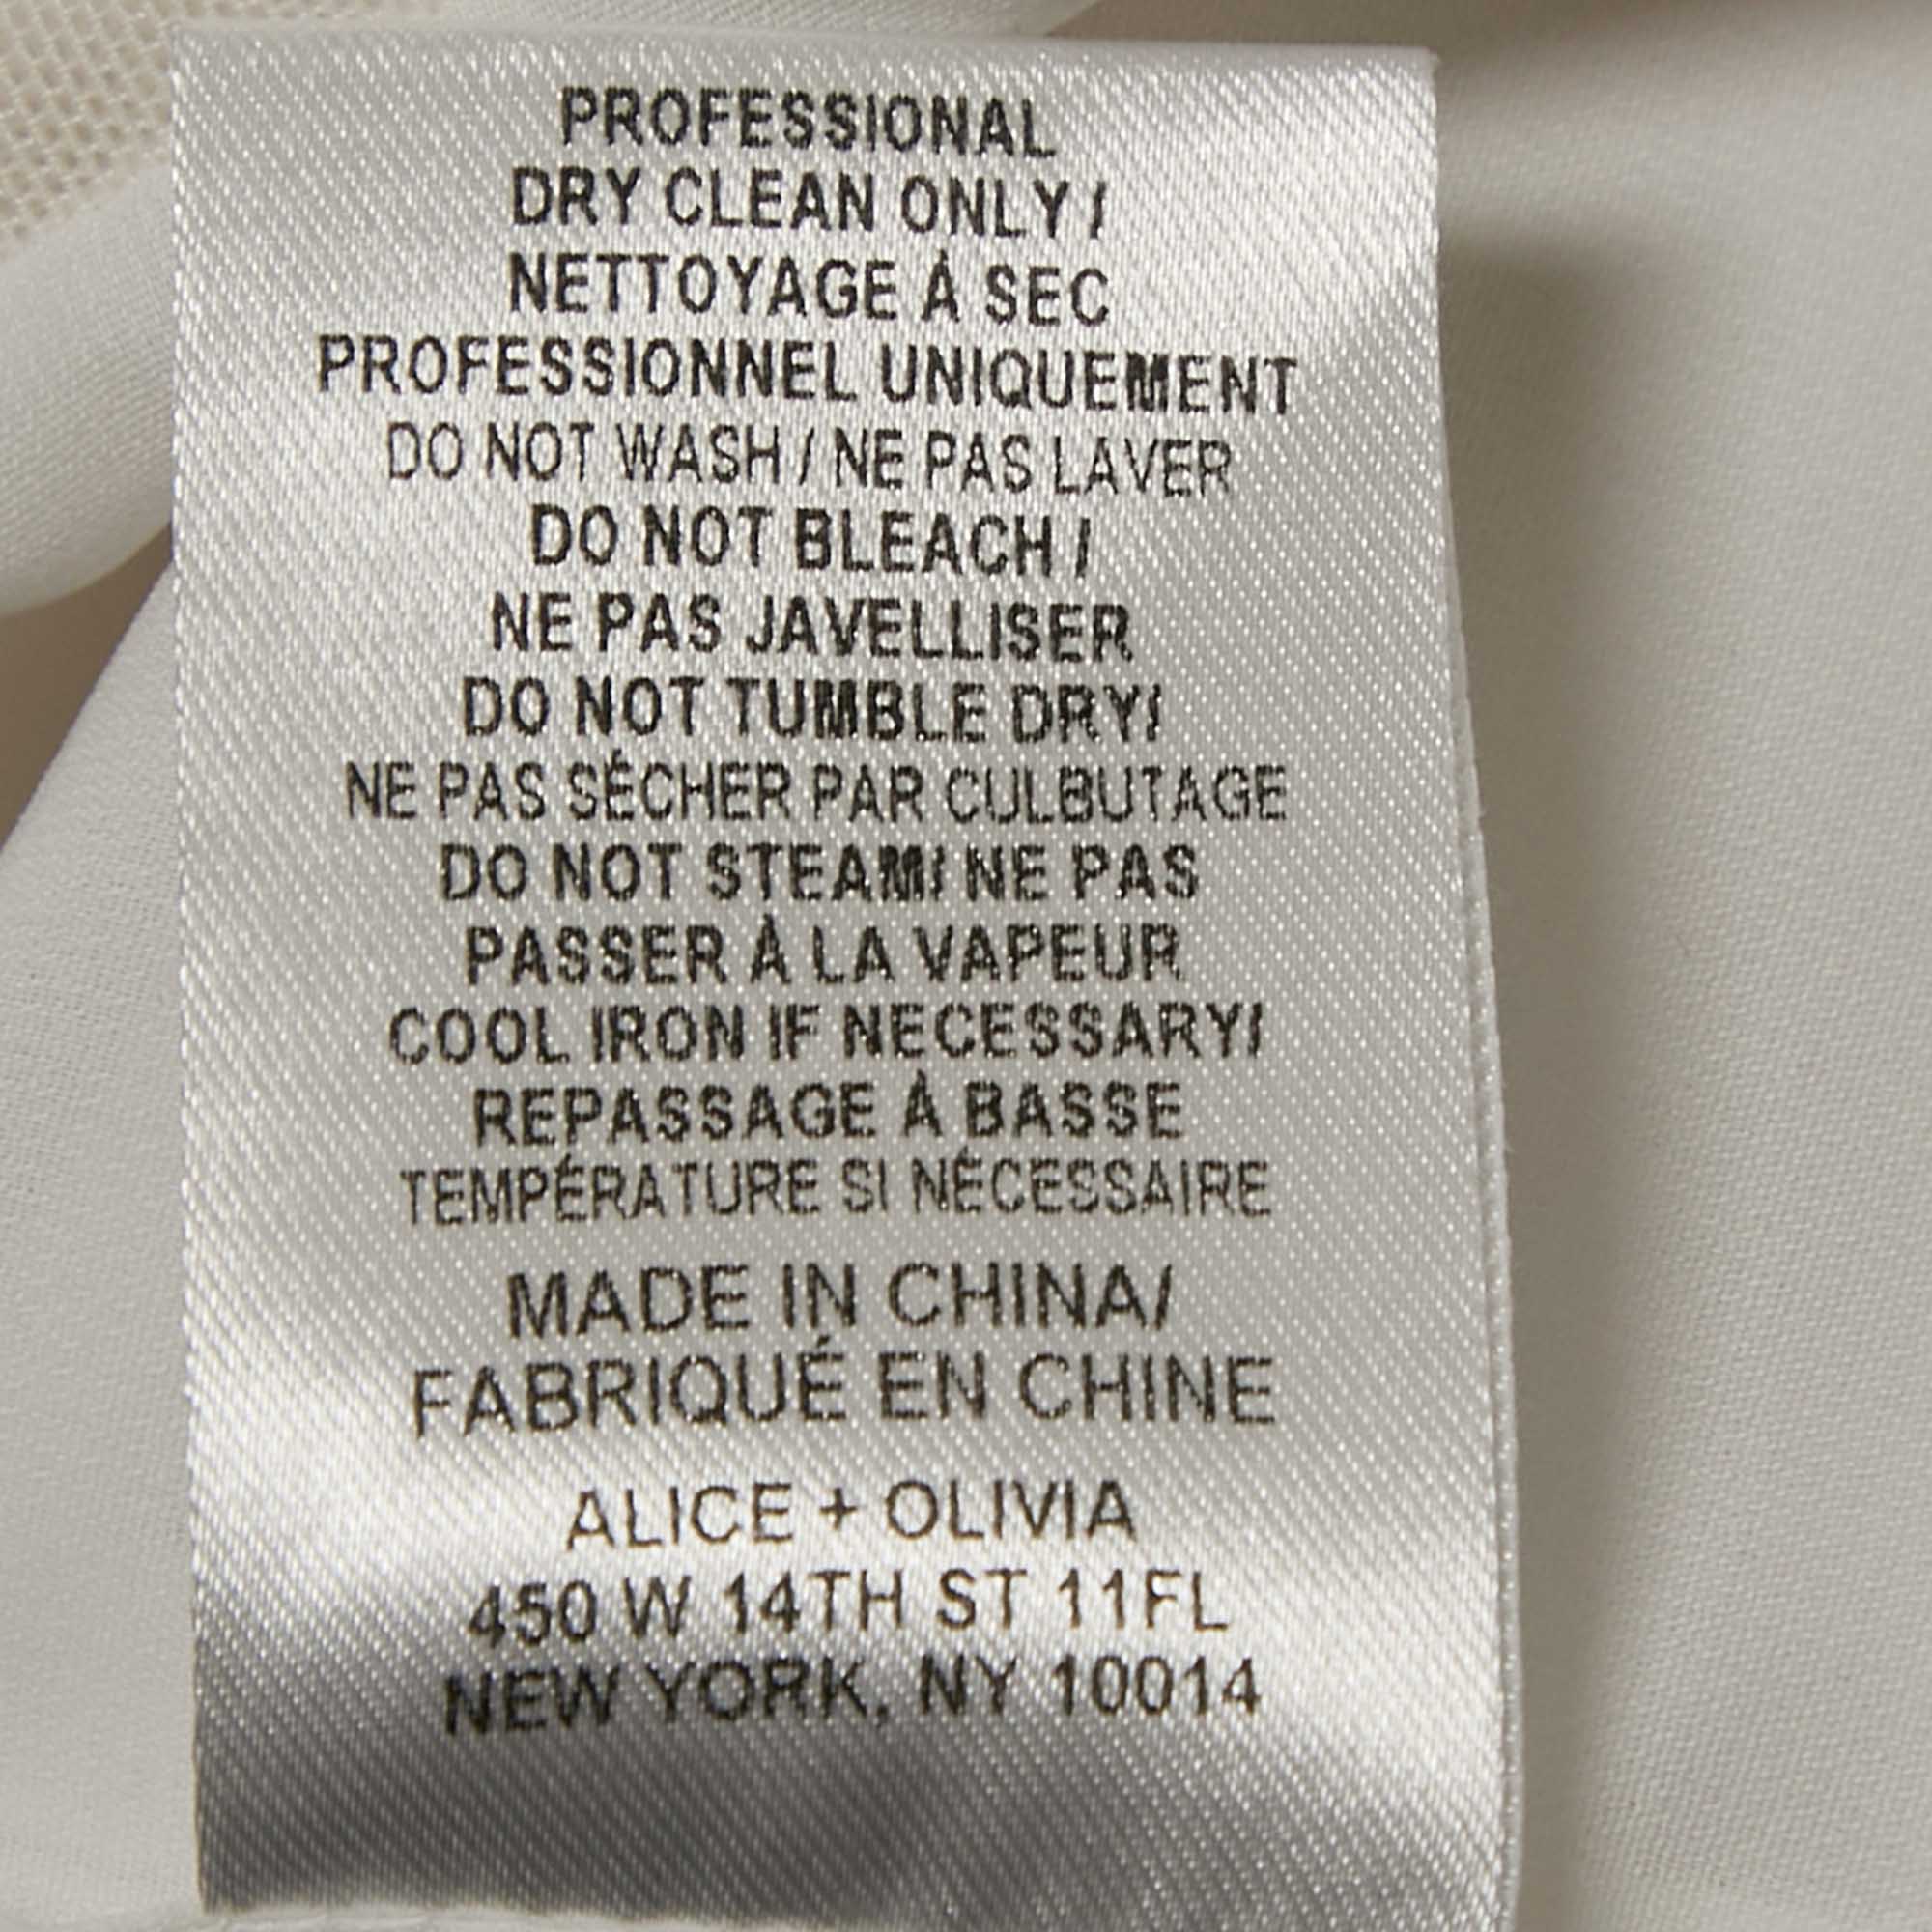 PROFESSIONAL
DRY CLEAN ONLY /
NETTOYAGE À SEC
PROFESSIONNEL UNIQUEMENT
DO NOT WASH / NE PAS LAVER
DO NOT BLEACH /
NE PAS JAVELLISER
DO NOT TUMBLE DRY/
NE PAS SÉCHER PAR CULBUTAGE
DO NOT STEAM/ NE PAS
PASSER À LA VAPEUR
COOL IRON IF NECESSARY/
REPASSAGE À BASSE
TEMPÉRATURE SI NÉCESSAIRE
MADE IN CHINA/
FABRIQUÉ EN CHINE
ALICE + OLIVIA
450 W 14TH ST 11FL
NEW YORK, NY 10014